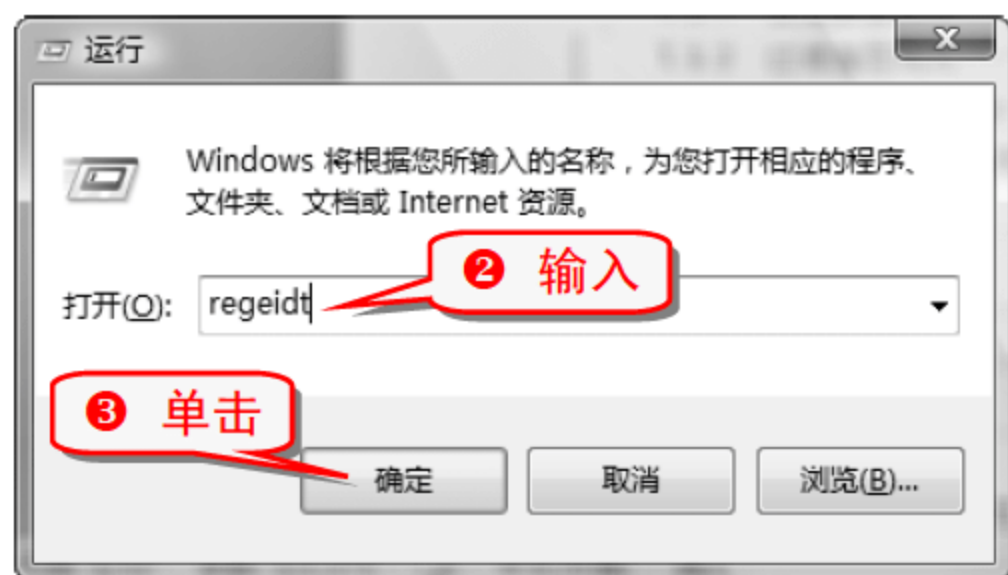 运行
Windows 将根据您所输入的名称，为您打开相应的程序、
文件夹、文档或 Internet 资源。
❷ 输入
打开(O): regeidt
❸ 单击
确定 取消 浏览(B)...